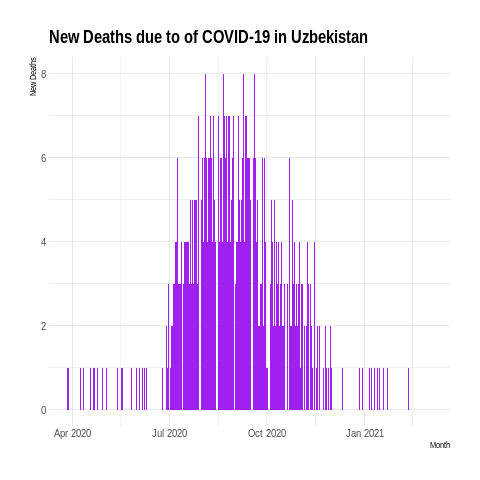 New Deaths due to of COVID-19 in Uzbekistan
New Deaths
8
6
4
2
0
Apr 2020 Jul 2020 Oct 2020 Jan 2021
Month